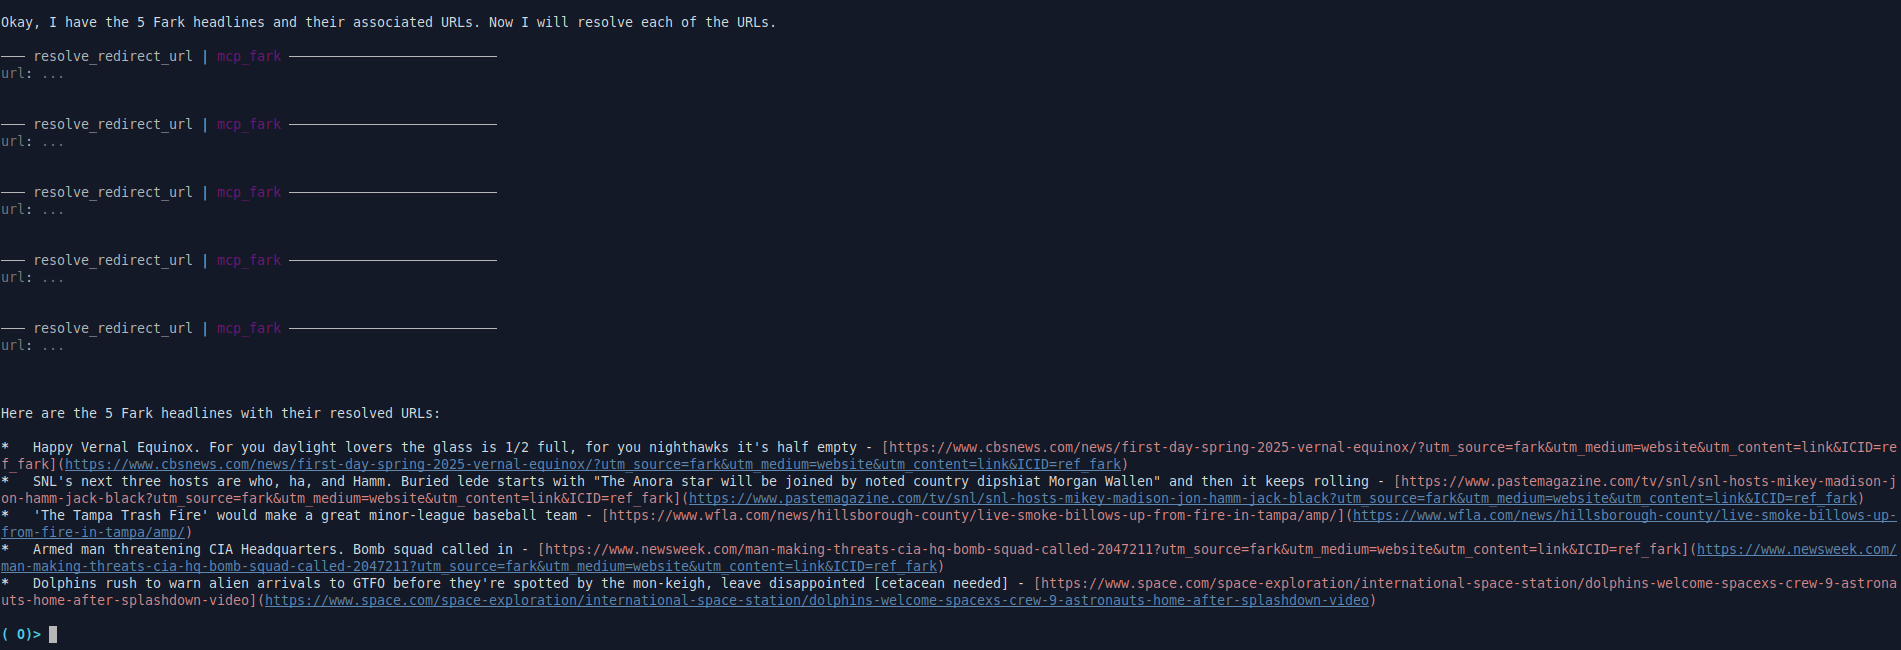 Okay, I have the 5 Fark headlines and their associated URLs. Now I will resolve each of the URLs.
─── resolve_redirect_url | mcp_fark ──────────────────────────
url: ...
─── resolve_redirect_url | mcp_fark ──────────────────────────
url: ...
─── resolve_redirect_url | mcp_fark ──────────────────────────
url: ...
─── resolve_redirect_url | mcp_fark ──────────────────────────
url: ...
─── resolve_redirect_url | mcp_fark ──────────────────────────
url: ...
Here are the 5 Fark headlines with their resolved URLs:
*   Happy Vernal Equinox. For you daylight lovers the glass is 1/2 full, for you nighthawks it's half empty - [https://www.cbsnews.com/news/first-day-spring-2025-vernal-equinox/?utm_source=fark&utm_medium=website&utm_content=link&ICID=re
f_fark](https://www.cbsnews.com/news/first-day-spring-2025-vernal-equinox/?utm_source=fark&utm_medium=website&utm_content=link&ICID=ref_fark)
*   SNL's next three hosts are who, ha, and Hamm. Buried lede starts with "The Anora star will be joined by noted country dipshiat Morgan Wallen" and then it keeps rolling - [https://www.pastemagazine.com/tv/snl/snl-hosts-mikey-madison-j
on-hamm-jack-black?utm_source=fark&utm_medium=website&utm_content=link&ICID=ref_fark](https://www.pastemagazine.com/tv/snl/snl-hosts-mikey-madison-jon-hamm-jack-black?utm_source=fark&utm_medium=website&utm_content=link&ICID=ref_fark)
*   'The Tampa Trash Fire' would make a great minor-league baseball team - [https://www.wfla.com/news/hillsborough-county/live-smoke-billows-up-from-fire-in-tampa/amp/](https://www.wfla.com/news/hillsborough-county/live-smoke-billows-up-
from-fire-in-tampa/amp/)
*   Armed man threatening CIA Headquarters. Bomb squad called in - [https://www.newsweek.com/man-making-threats-cia-hq-bomb-squad-called-2047211?utm_source=fark&utm_medium=website&utm_content=link&ICID=ref_fark](https://www.newsweek.com/
man-making-threats-cia-hq-bomb-squad-called-2047211?utm_source=fark&utm_medium=website&utm_content=link&ICID=ref_fark)
*   Dolphins rush to warn alien arrivals to GTFO before they're spotted by the mon-keigh, leave disappointed [cetacean needed] - [https://www.space.com/space-exploration/international-space-station/dolphins-welcome-spacexs-crew-9-astrona
uts-home-after-splashdown-video](https://www.space.com/space-exploration/international-space-station/dolphins-welcome-spacexs-crew-9-astronauts-home-after-splashdown-video)
( O)>